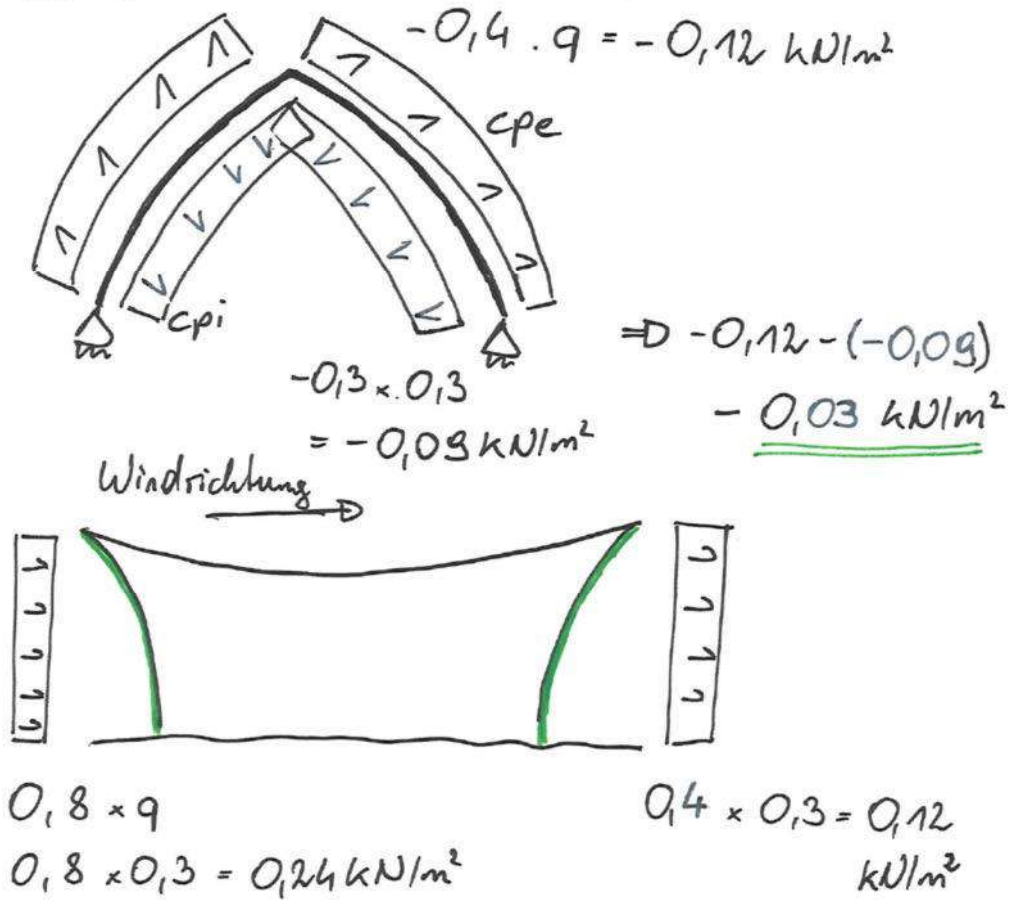 -0,4 . q = -0,12 kN/m²
cpe
cpi
-0,3 x. 0,3
= -0,09 kN/m²
⇒ -0,12 - (-0,09)
- 0,03 kN/m²
Windrichtung
0,8 × q
0,8 × 0,3 = 0,24 kN/m²
0,4 × 0,3 = 0,12
kN/m²